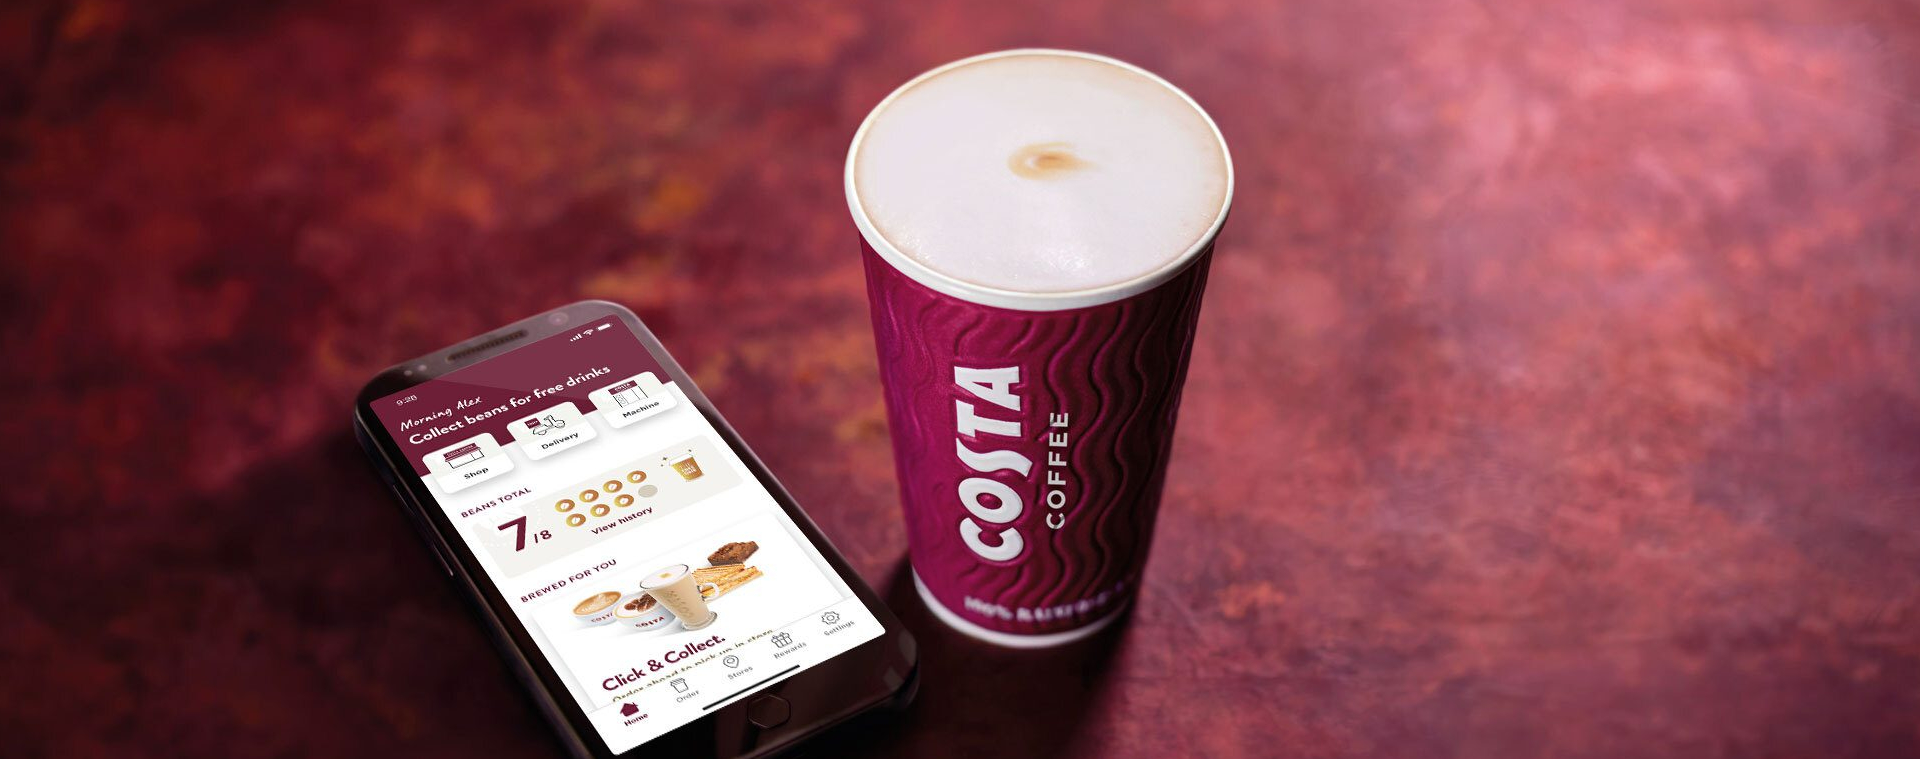 9:28
Morning Alex
Collect beans for free drinks
Shop
Delivery
Machine
BEANS TOTAL
7/8
View history
BREWED FOR YOU
COSTA
Click & Collect.
Order ahead to pick up in store
Home
Order
Stores
Rewards
Settings
COSTA
COFFEE
100%